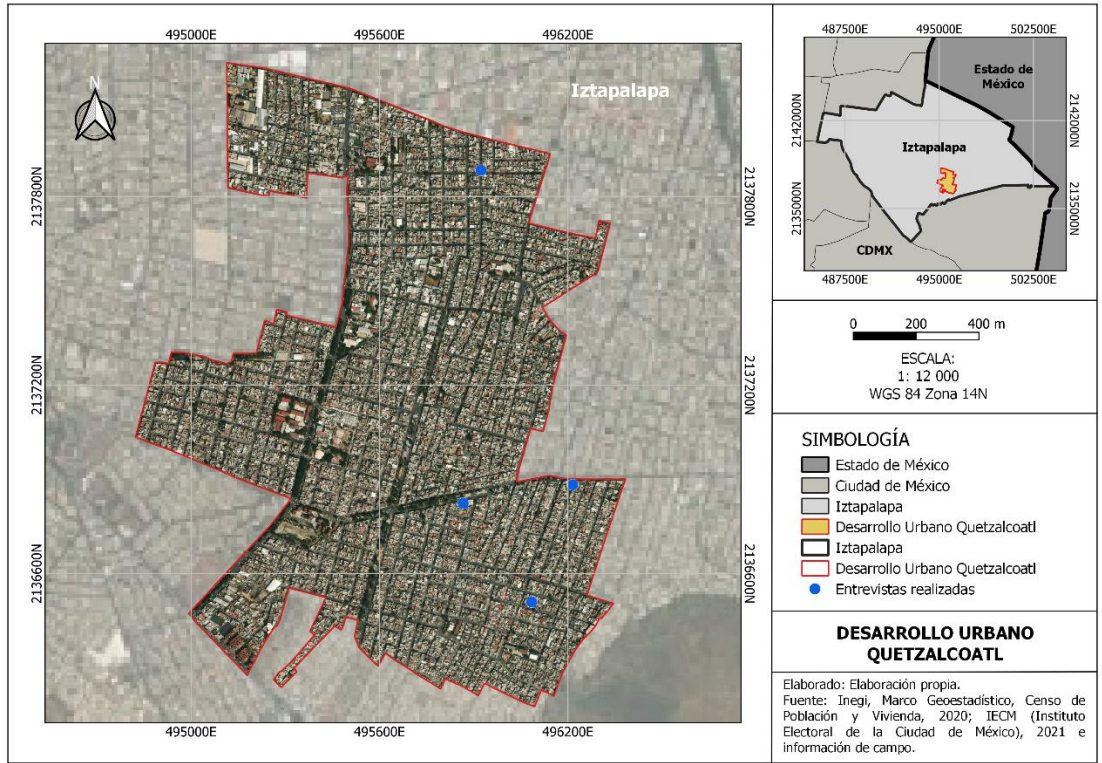 495000E 495600E 496200E
N
Iztapalapa
2137800N 2137800N
2137200N 2137200N
2136600N 2136600N
495000E 495600E 496200E
487500E 495000E 502500E
Estado de
México
2142000N 2142000N
Iztapalapa
2135000N 2135000N
CDMX
487500E 495000E 502500E
0 200 400 m
ESCALA:
1: 12 000
WGS 84 Zona 14N
SIMBOLOGÍA
Estado de México
Ciudad de México
Iztapalapa
Desarrollo Urbano Quetzalcoatl
Iztapalapa
Desarrollo Urbano Quetzalcoatl
Entrevistas realizadas
DESARROLLO URBANO
QUETZALCOATL
Elaborado: Elaboración propia.
Fuente: Inegi, Marco Geoestadístico, Censo de
Población y Vivienda, 2020; IECM (Instituto
Electoral de la Ciudad de México), 2021 e
información de campo.